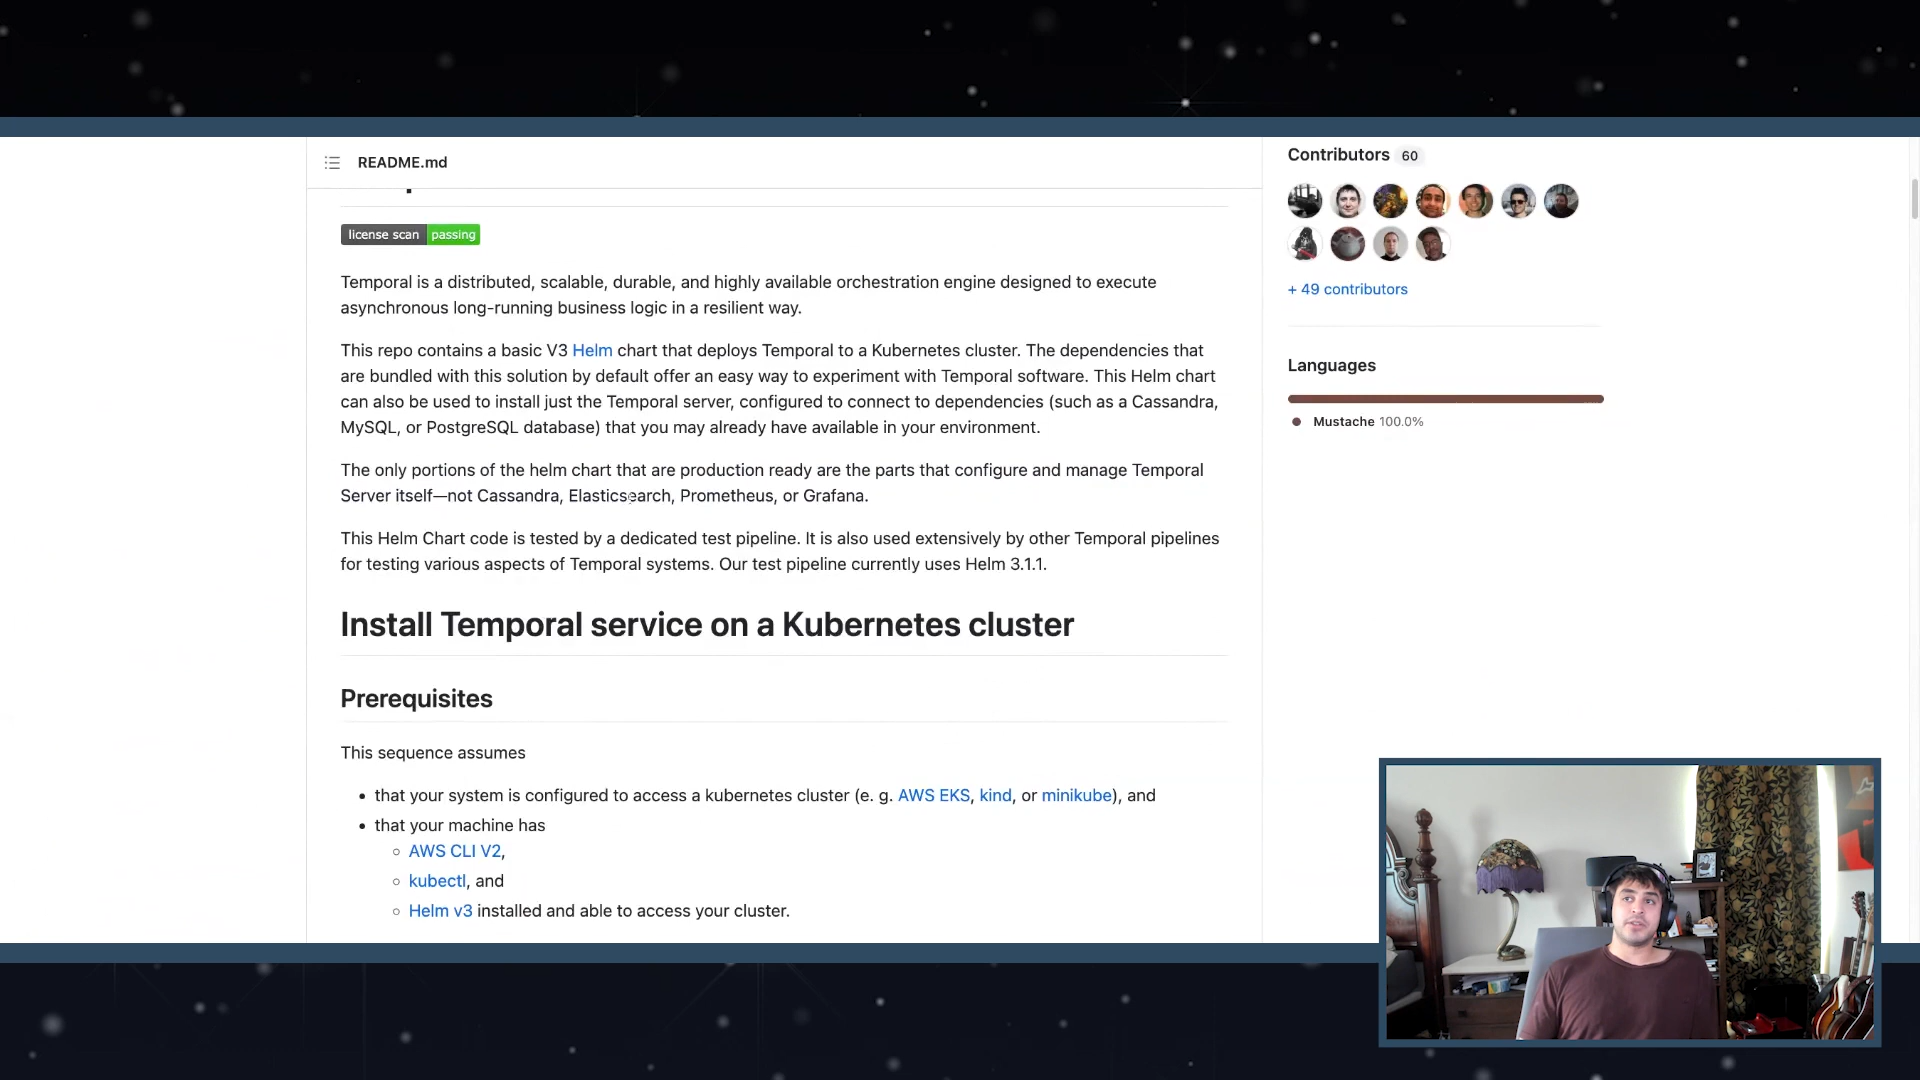 README.md
license scan passing
Temporal is a distributed, scalable, durable, and highly available orchestration engine designed to execute
asynchronous long-running business logic in a resilient way.
This repo contains a basic V3 Helm chart that deploys Temporal to a Kubernetes cluster. The dependencies that
are bundled with this solution by default offer an easy way to experiment with Temporal software. This Helm chart
can also be used to install just the Temporal server, configured to connect to dependencies (such as a Cassandra,
MySQL, or PostgreSQL database) that you may already have available in your environment.
The only portions of the helm chart that are production ready are the parts that configure and manage Temporal
Server itself—not Cassandra, Elasticsearch, Prometheus, or Grafana.
This Helm Chart code is tested by a dedicated test pipeline. It is also used extensively by other Temporal pipelines
for testing various aspects of Temporal systems. Our test pipeline currently uses Helm 3.1.1.
Install Temporal service on a Kubernetes cluster
Prerequisites
This sequence assumes
• that your system is configured to access a kubernetes cluster (e. g. AWS EKS, kind, or minikube), and
• that your machine has
○ AWS CLI V2,
○ kubectl, and
○ Helm v3 installed and able to access your cluster.
Contributors 60
+ 49 contributors
Languages
Mustache 100.0%